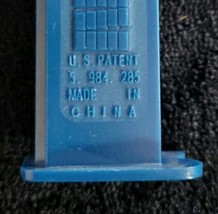 U.S. PATENT
5. 984. 285
MADE IN
CHINA